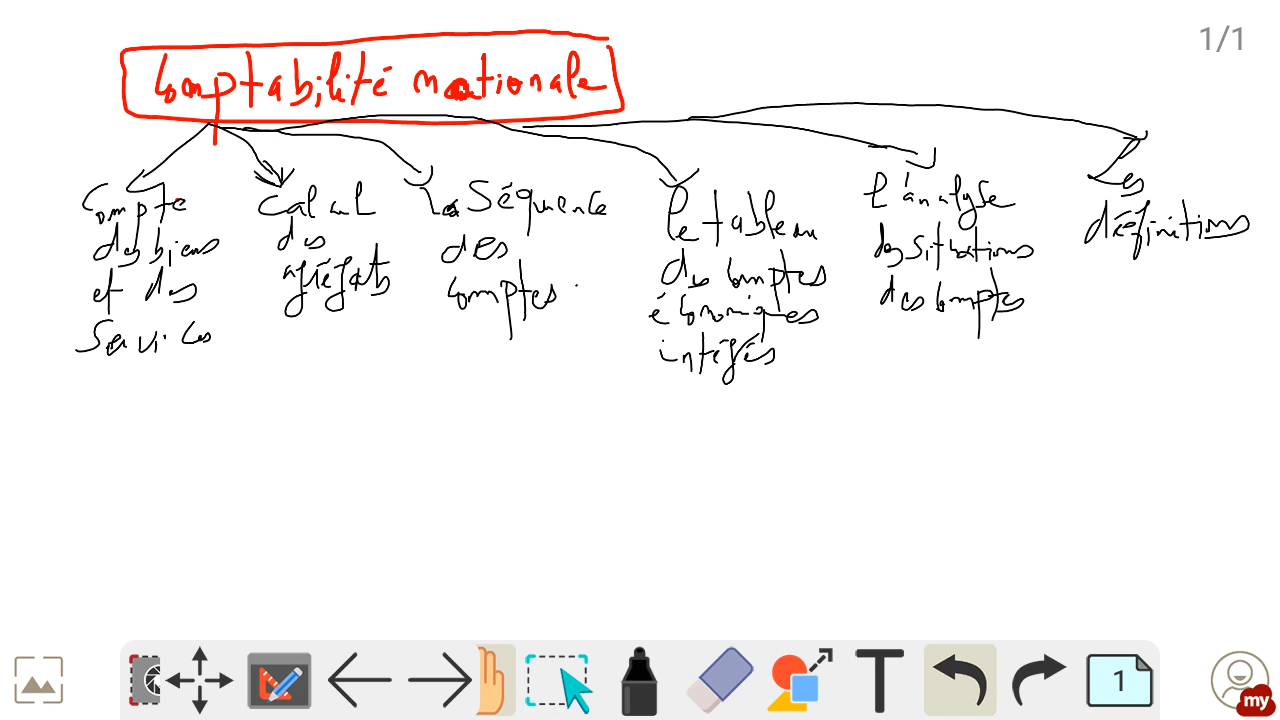 1/1
Comptabilité nationale
Compte
des biens
et des
Services
Calcul
des
agrégats
La Séquence
des
comptes
le tableau
des comptes
économiques
intégrés
l'analyse
des situations
des comptes
Les
définitions
T
1
my